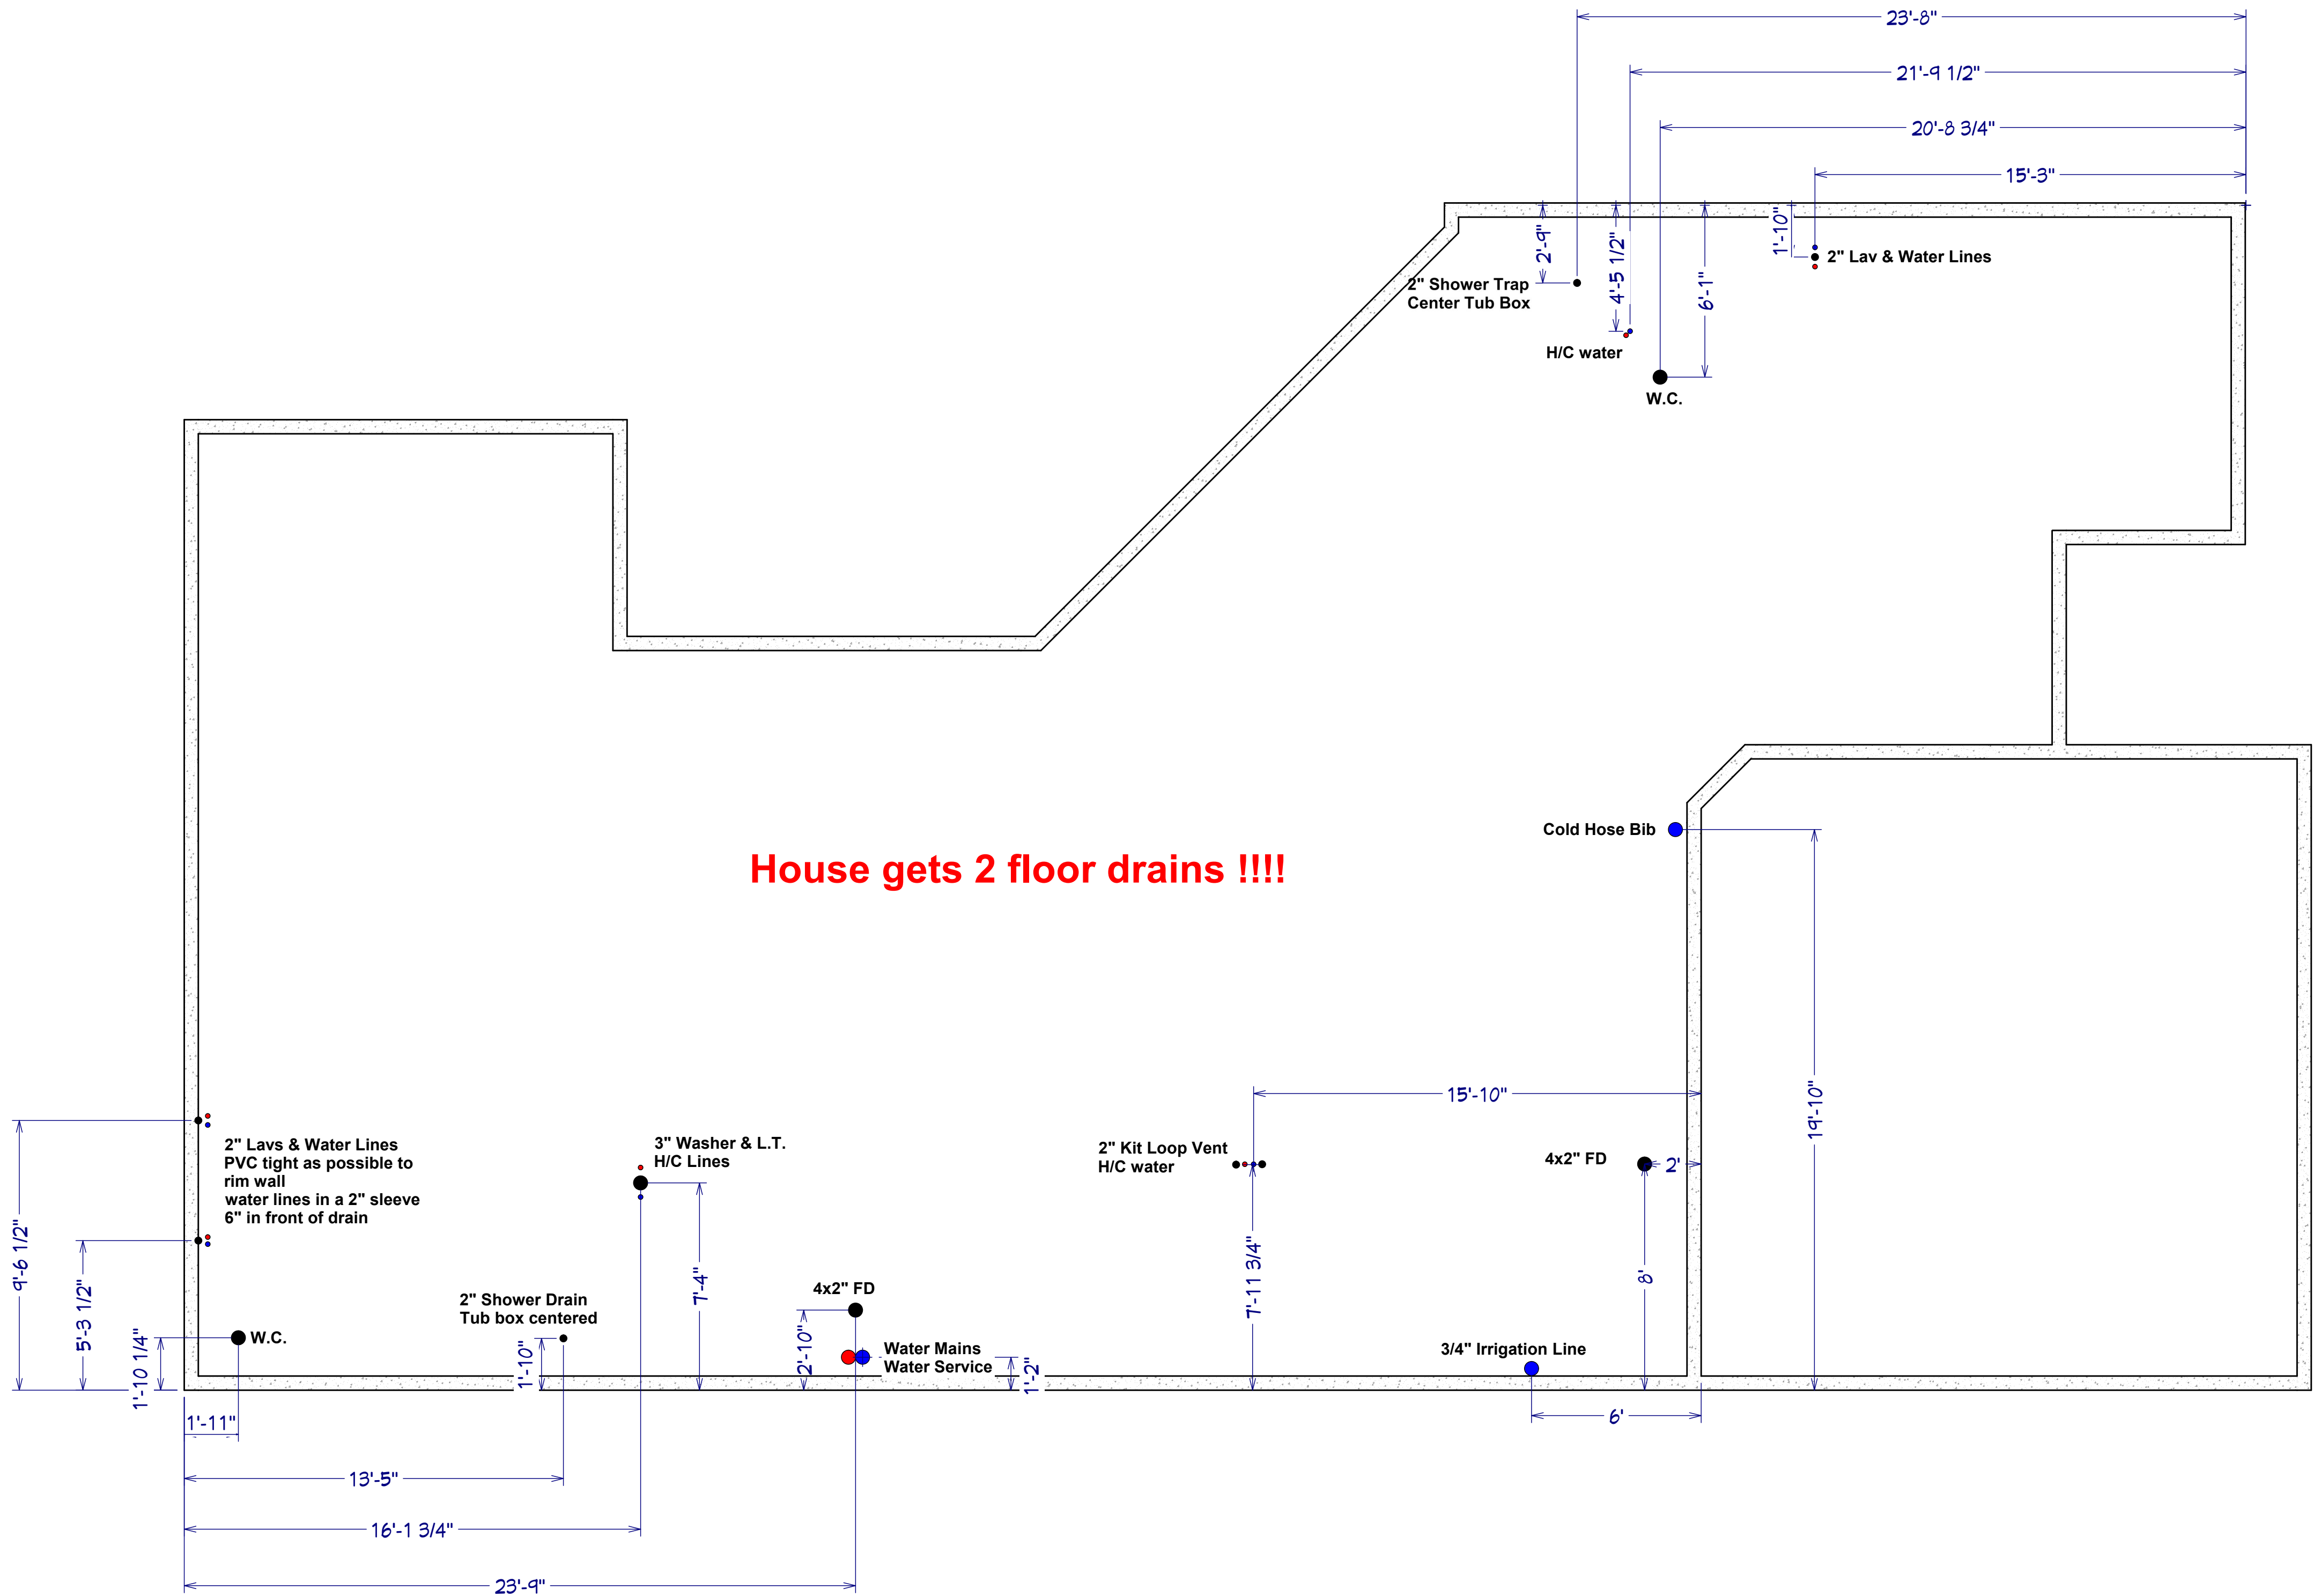 23'-8"
21'-9 1/2"
20'-8 3/4"
15'-3"
1'-10"
2'-9"
4'-5 1/2"
6'-1"
2" Lav & Water Lines
2" Shower Trap
Center Tub Box
H/C water
W.C.
Cold Hose Bib
House gets 2 floor drains !!!!
15'-10"
19'-10"
2" Lavs & Water Lines
PVC tight as possible to
rim wall
water lines in a 2" sleeve
6" in front of drain
3" Washer & L.T.
H/C Lines
2" Kit Loop Vent
H/C water
4x2" FD
2'
9'-6 1/2"
5'-3 1/2"
1'-10 1/4"
W.C.
2" Shower Drain
Tub box centered
1'-10"
7'-4"
4x2" FD
2'-10"
Water Mains
Water Service
1'-2"
7'-11 3/4"
8'
3/4" Irrigation Line
6'
1'-11"
13'-5"
16'-1 3/4"
23'-9"